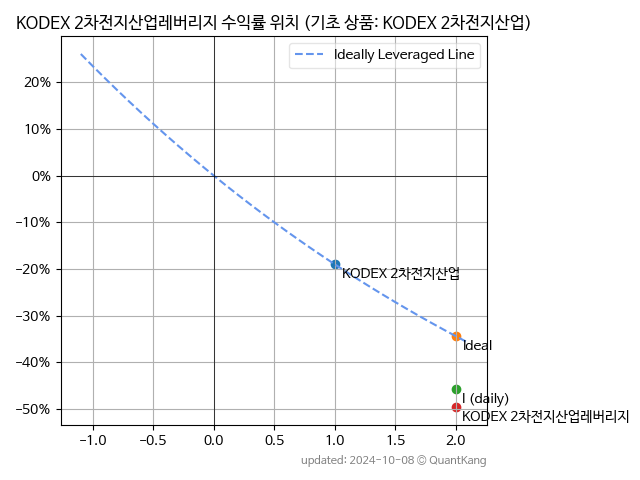 KODEX 2차전지산업레버리지 수익률 위치 (기초 상품: KODEX 2차전지산업)
Ideally Leveraged Line
20%
10%
0%
−10%
−20%
−30%
−40%
−50%
KODEX 2차전지산업
Ideal
I (daily)
KODEX 2차전지산업레버리지
−1.0
−0.5
0.0
0.5
1.0
1.5
2.0
updated: 2024-10-08 © QuantKang